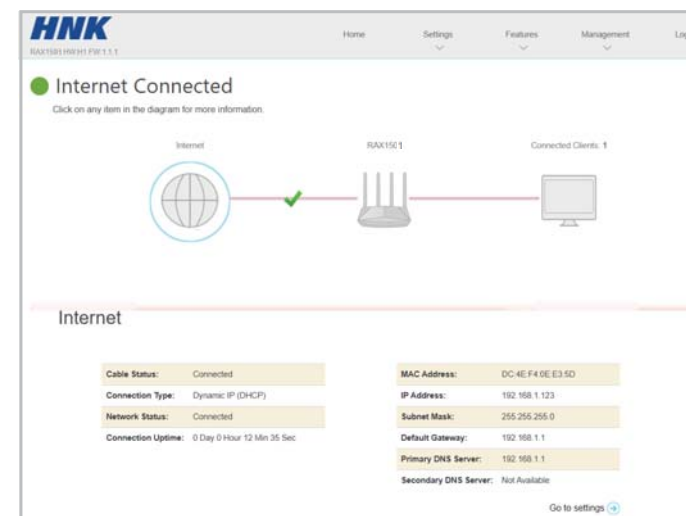 HNK
Home Settings Features Management
Internet Connected
Click on any item in the diagram for more information.
Internet RAX1501 Connected Clients: 1
Internet
Cable Status: Connected MAC Address: DC:4E:F4:0E:E3:5D
Connection Type: Dynamic IP (DHCP) IP Address: 192.168.1.123
Network Status: Connected Subnet Mask: 255.255.255.0
Connection Uptime: 0 Day 0 Hour 12 Min 35 Sec Default Gateway: 192.168.1.1
Primary DNS Server: 192.168.1.1
Secondary DNS Server: Not Available
Go to settings